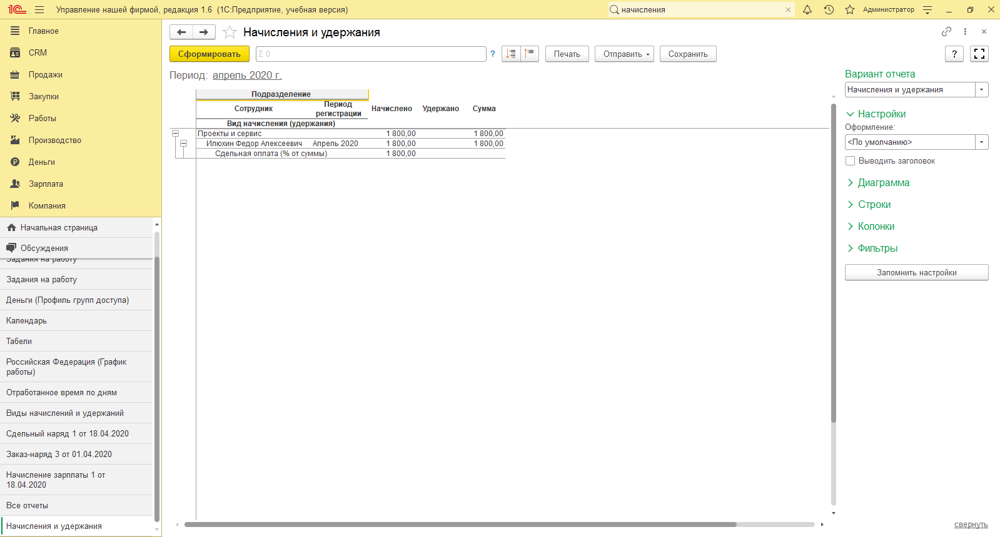 1С Управление нашей фирмой, редакция 1.6 (1С:Предприятие, учебная версия)
начисления
Администратор
Главное
CRM
Продажи
Закупки
Работы
Производство
Деньги
Зарплата
Компания
Начальная страница
Обсуждения
Задания на работу
Задания на работу
Деньги (Профиль групп доступа)
Календарь
Табели
Российская Федерация (График
работы)
Отработанное время по дням
Виды начислений и удержаний
Сдельный наряд 1 от 18.04.2020
Заказ-наряд 3 от 01.04.2020
Начисление зарплаты 1 от
18.04.2020
Все отчеты
Начисления и удержания
Начисления и удержания
Сформировать Σ 0 ? Печать Отправить Сохранить ?
Период: апрель 2020 г.
Подразделение
Сотрудник Период регистрации Начислено Удержано Сумма
Вид начисления (удержания)
Проекты и сервис 1 800,00 1 800,00
Илюхин Федор Алексеевич Апрель 2020 1 800,00 1 800,00
Сдельная оплата (% от суммы) 1 800,00
Вариант отчета
Начисления и удержания
Настройки
Оформление:
<По умолчанию>
Выводить заголовок
Диаграмма
Строки
Колонки
Фильтры
Запомнить настройки
свернуть